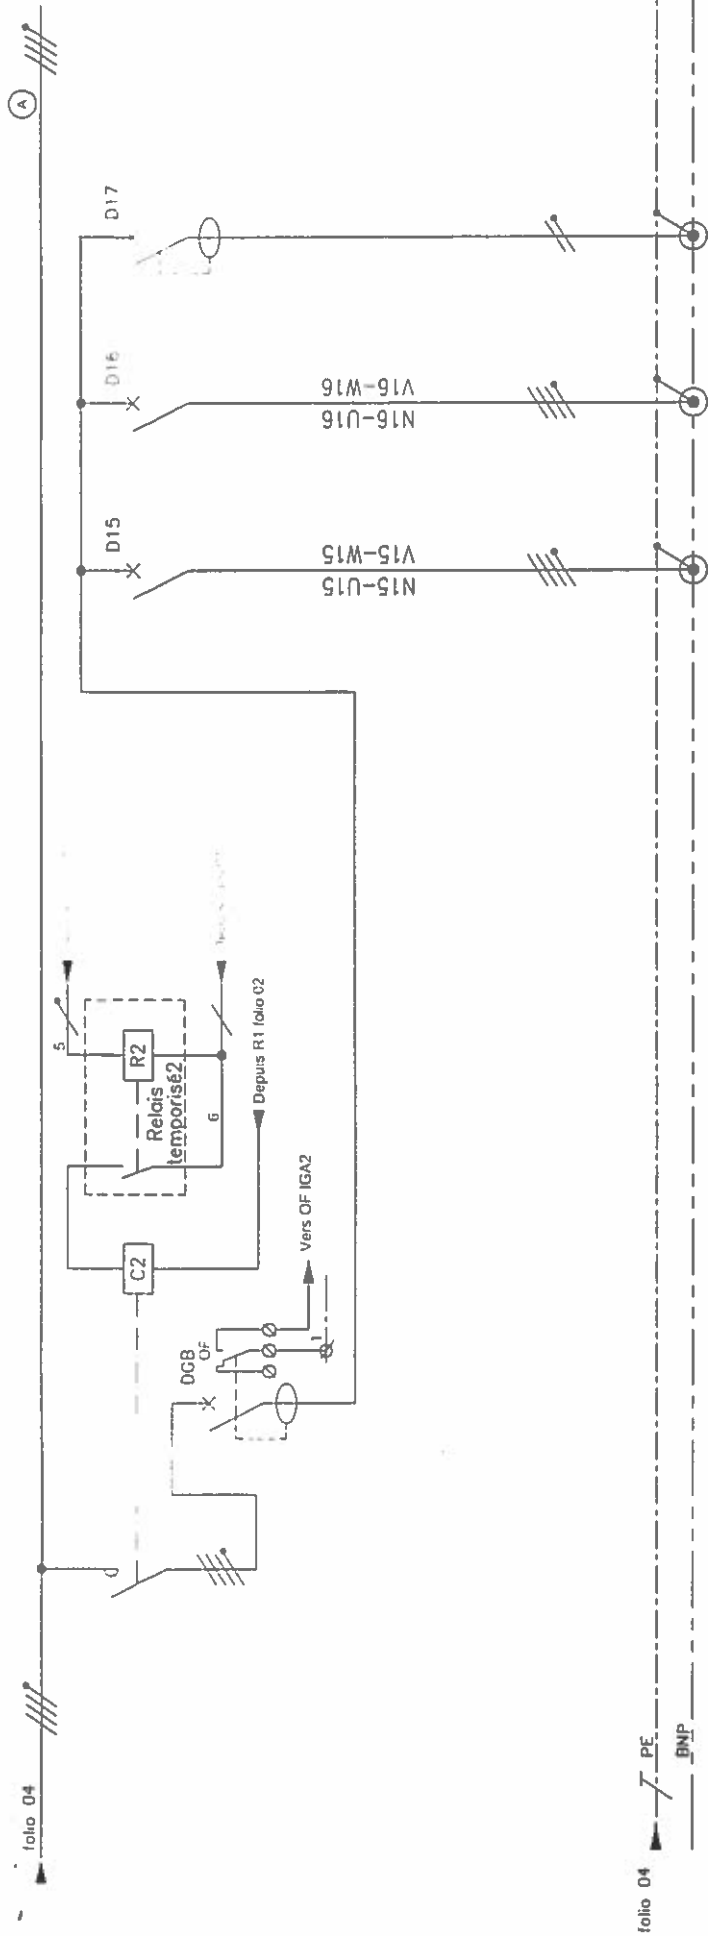 folio 04
A
DGB
OF
1
Vers OF IGA2
C2
Depuis R1 folio 02
Relais
temporisé2
R2
5
6
D15
N15-U15
V15-W15
D16
N16-U16
V16-W16
D17
folio 04
PE
BNP